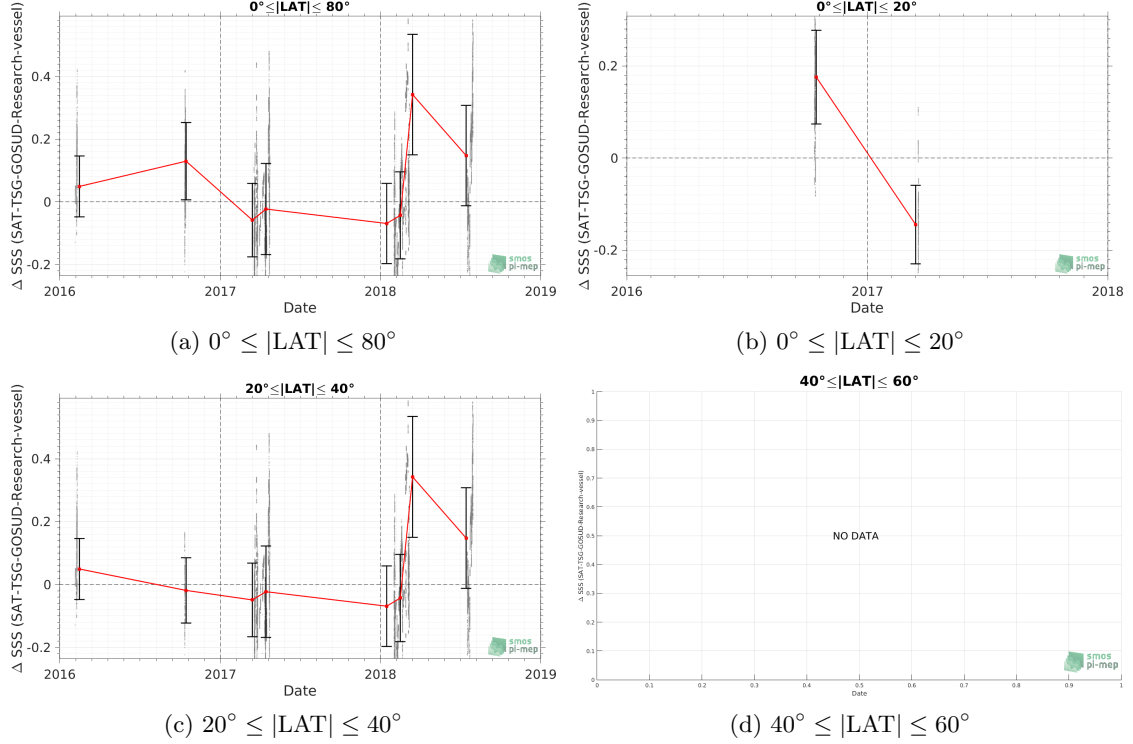 0°≤|LAT|≤ 80°
Δ SSS (SAT-TSG-GOSUD-Research-vessel)
0.4
0.2
0
-0.2
2016
2017
2018
2019
Date
smos
pi-mep
(a) 0° ≤ |LAT| ≤ 80°
0°≤|LAT|≤ 20°
Δ SSS (SAT-TSG-GOSUD-Research-vessel)
0.2
0
-0.2
2016
2017
2018
Date
smos
pi-mep
(b) 0° ≤ |LAT| ≤ 20°
20°≤|LAT|≤ 40°
Δ SSS (SAT-TSG-GOSUD-Research-vessel)
0.4
0.2
0
-0.2
2016
2017
2018
2019
Date
smos
pi-mep
(c) 20° ≤ |LAT| ≤ 40°
40°≤|LAT|≤ 60°
Δ SSS (SAT-TSG-GOSUD-Research-vessel)
1
0.9
0.8
0.7
0.6
0.5
0.4
0.3
0.2
0.1
0
NO DATA
0
0.1
0.2
0.3
0.4
0.5
0.6
0.7
0.8
0.9
1
Date
smos
pi-mep
(d) 40° ≤ |LAT| ≤ 60°